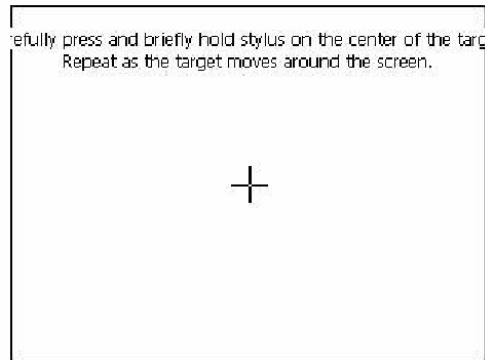 efully press and briefly hold stylus on the center of the targ
Repeat as the target moves around the screen.